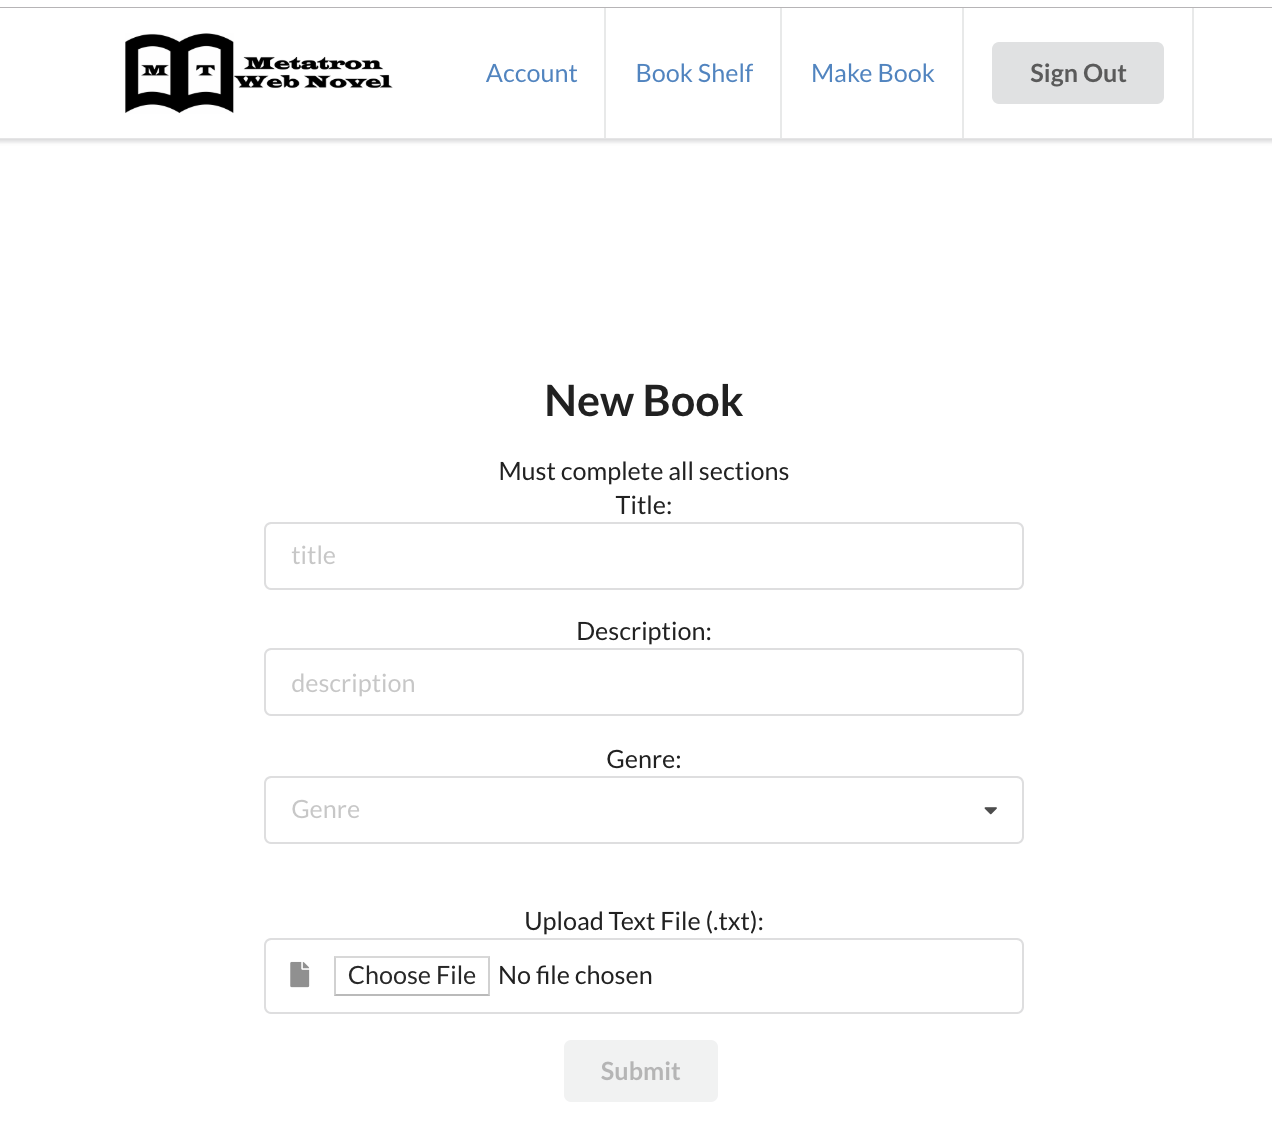 M T Metatron
Web Novel
Account Book Shelf Make Book Sign Out
New Book
Must complete all sections
Title:
title
Description:
description
Genre:
Genre
Upload Text File (.txt):
Choose File No file chosen
Submit